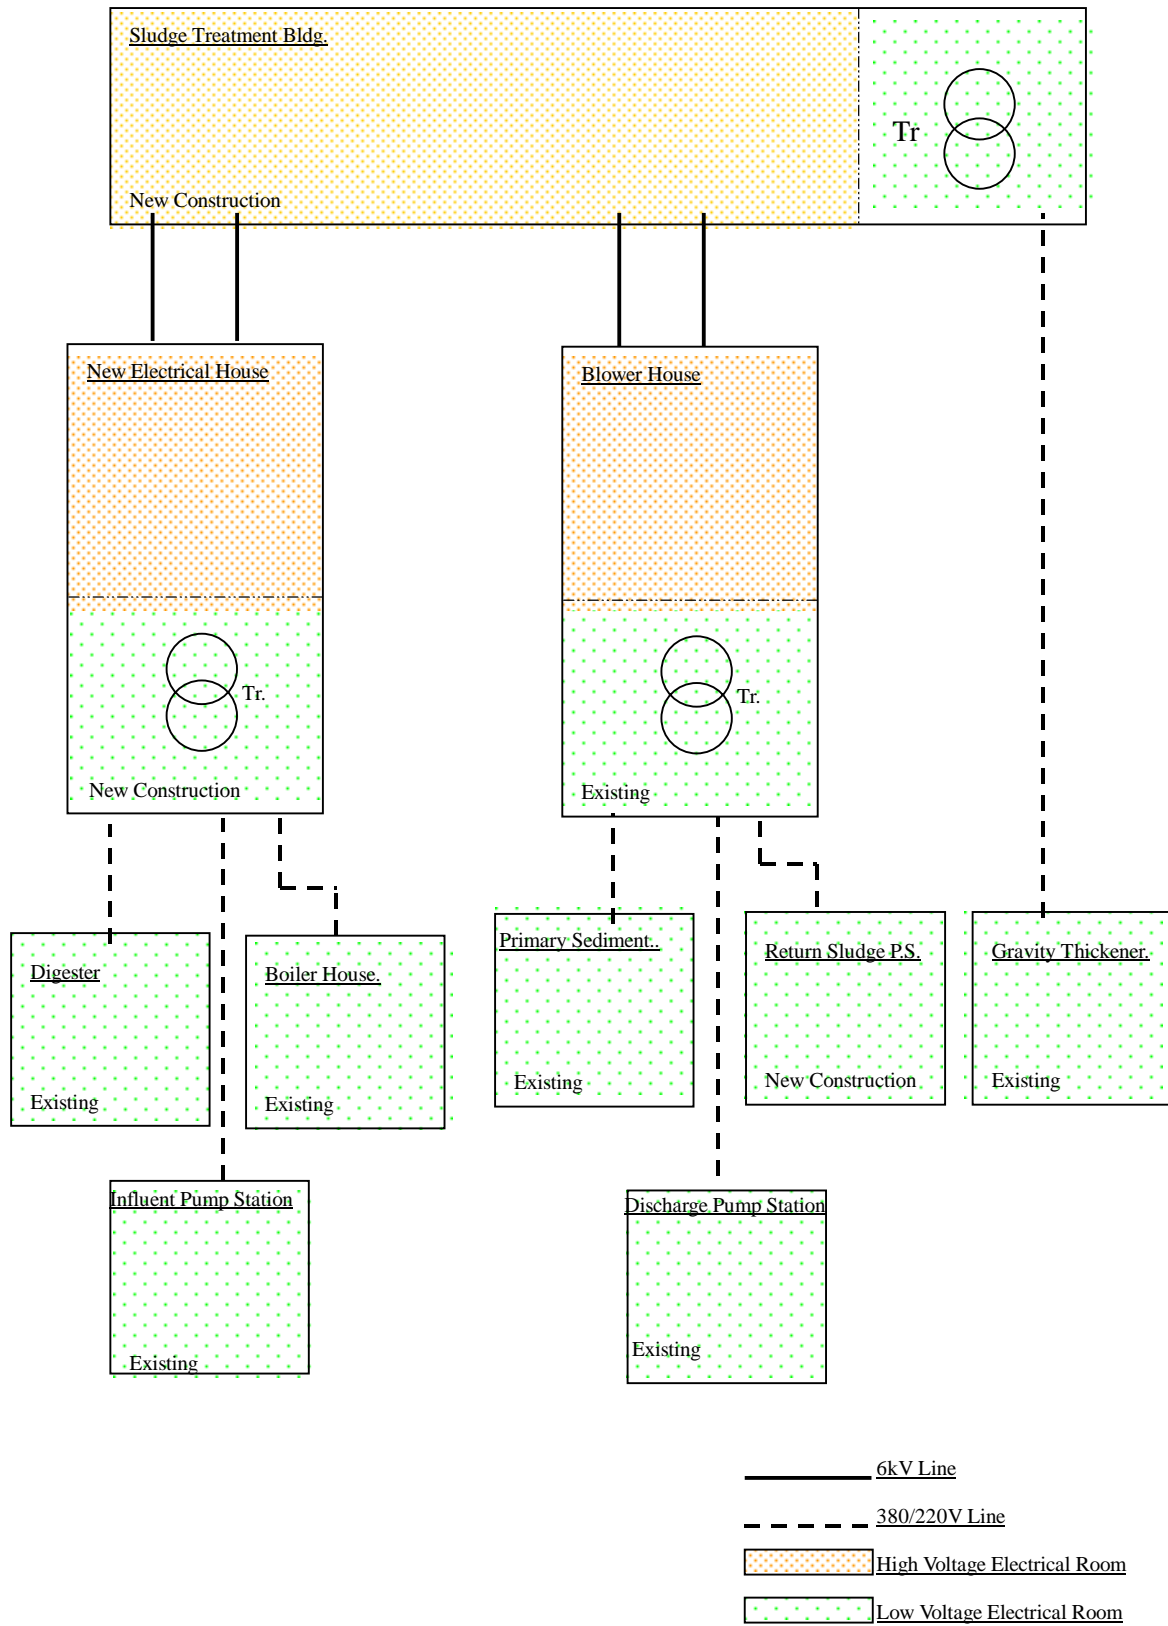 Sludge Treatment Bldg.
Tr
New Construction
New Electrical House
Blower House
Tr.
Tr.
New Construction
Existing
Digester
Boiler House.
Primary Sediment..
Return Sludge P.S.
Gravity Thickener.
Existing
Existing
Existing
New Construction
Existing
Influent Pump Station
Discharge Pump Station
Existing
Existing
6kV Line
380/220V Line
High Voltage Electrical Room
Low Voltage Electrical Room